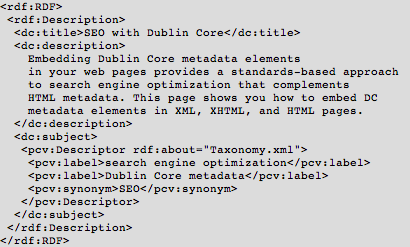 <rdf:RDF>
<rdf:Description>
<dc:title>SEO with Dublin Core</dc:title>
<dc:description>
Embedding Dublin Core metadata elements
in your web pages provides a standards-based approach
to search engine optimization that complements
HTML metadata. This page shows you how to embed DC
metadata elements in XML, XHTML, and HTML pages.
</dc:description>
<dc:subject>
<pcv:Descriptor rdf:about="Taxonomy.xml">
<pcv:label>search engine optimization</pcv:label>
<pcv:label>Dublin Core metadata</pcv:label>
<pcv:synonym>SEO</pcv:synonym>
</pcv:Descriptor>
</dc:subject>
</rdf:Description>
</rdf:RDF>